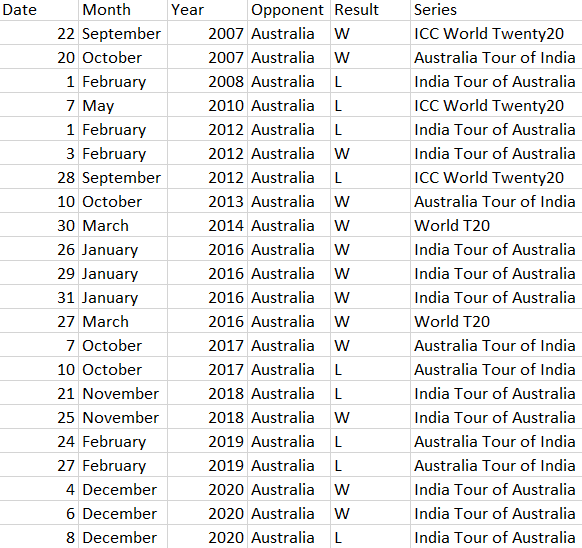 Date Month Year Opponent Result Series
22 September 2007 Australia W ICC World Twenty20
20 October 2007 Australia W Australia Tour of India
1 February 2008 Australia L India Tour of Australia
7 May 2010 Australia L ICC World Twenty20
1 February 2012 Australia L India Tour of Australia
3 February 2012 Australia W India Tour of Australia
28 September 2012 Australia L ICC World Twenty20
10 October 2013 Australia W Australia Tour of India
30 March 2014 Australia W World T20
26 January 2016 Australia W India Tour of Australia
29 January 2016 Australia W India Tour of Australia
31 January 2016 Australia W India Tour of Australia
27 March 2016 Australia W World T20
7 October 2017 Australia W Australia Tour of India
10 October 2017 Australia L Australia Tour of India
21 November 2018 Australia L India Tour of Australia
25 November 2018 Australia W India Tour of Australia
24 February 2019 Australia L Australia Tour of India
27 February 2019 Australia L Australia Tour of India
4 December 2020 Australia W India Tour of Australia
6 December 2020 Australia W India Tour of Australia
8 December 2020 Australia L India Tour of Australia